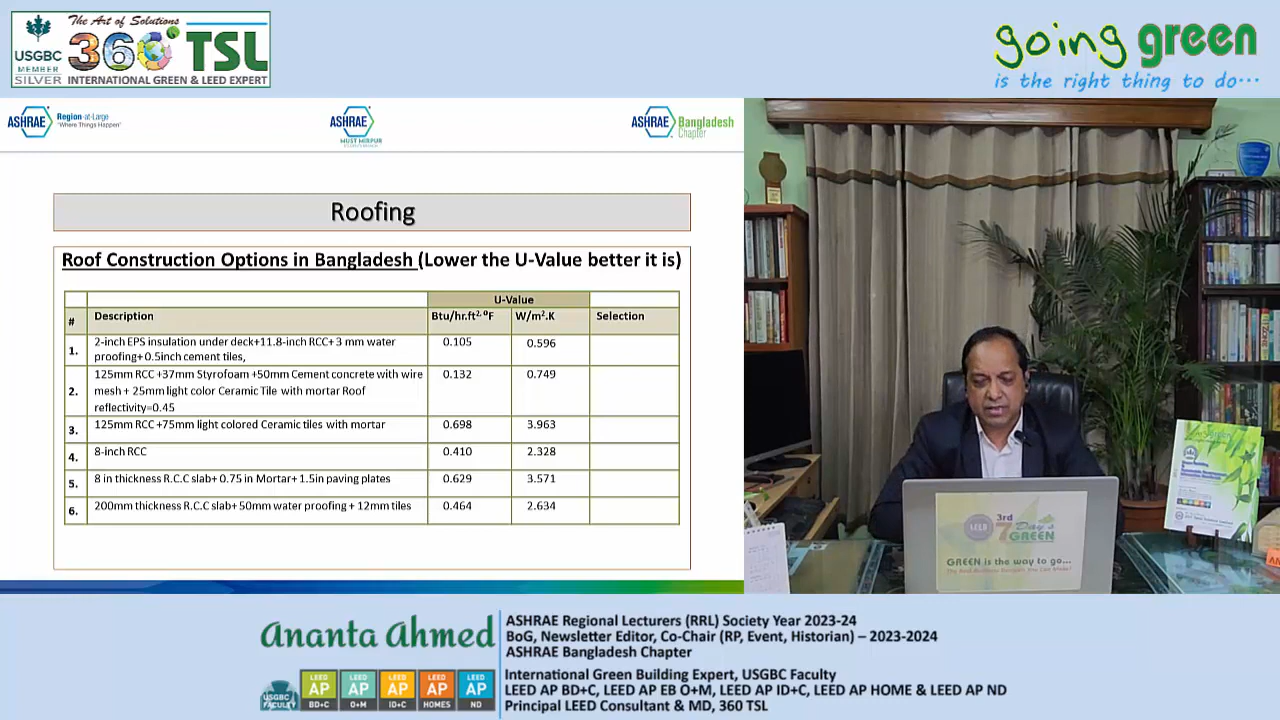 The Art of Solutions
USGBC
MEMBER
SILVER
360 TSL
INTERNATIONAL GREEN & LEED EXPERT
going green
is the right thing to do...
ASHRAE
Region-at-Large
"Where Things Happen"
ASHRAE
MUST MIRPUR
ASHRAE
Bangladesh
Chapter
Roofing
Roof Construction Options in Bangladesh (Lower the U-Value better it is)
U-Value
# Description Btu/hr.ft².⁰F W/m².K Selection
1. 2-inch EPS insulation under deck+11.8-inch RCC+ 3 mm water 0.105 0.596
proofing+0.5inch cement tiles,
2. 125mm RCC +37mm Styrofoam +50mm Cement concrete with wire 0.132 0.749
mesh + 25mm light color Ceramic Tile with mortar Roof
reflectivity=0.45
3. 125mm RCC +75mm light colored Ceramic tiles with mortar 0.698 3.963
4. 8-inch RCC 0.410 2.328
5. 8 in thickness R.C.C slab+ 0.75 in Mortar+ 1.5in paving plates 0.629 3.571
6. 200mm thickness R.C.C slab+ 50mm water proofing + 12mm tiles 0.464 2.634
LEED
3rd
7 Day's
GREEN
GREEN is the way to go...
Ananta Ahmed
ASHRAE Regional Lecturers (RRL) Society Year 2023-24
BoG, Newsletter Editor, Co-Chair (RP, Event, Historian) – 2023-2024
ASHRAE Bangladesh Chapter
International Green Building Expert, USGBC Faculty
LEED AP BD+C, LEED AP EB O+M, LEED AP ID+C, LEED AP HOME & LEED AP ND
Principal LEED Consultant & MD, 360 TSL
USGBC
FACULTY
LEED AP BD+C
LEED AP O+M
LEED AP ID+C
LEED AP HOMES
LEED AP ND